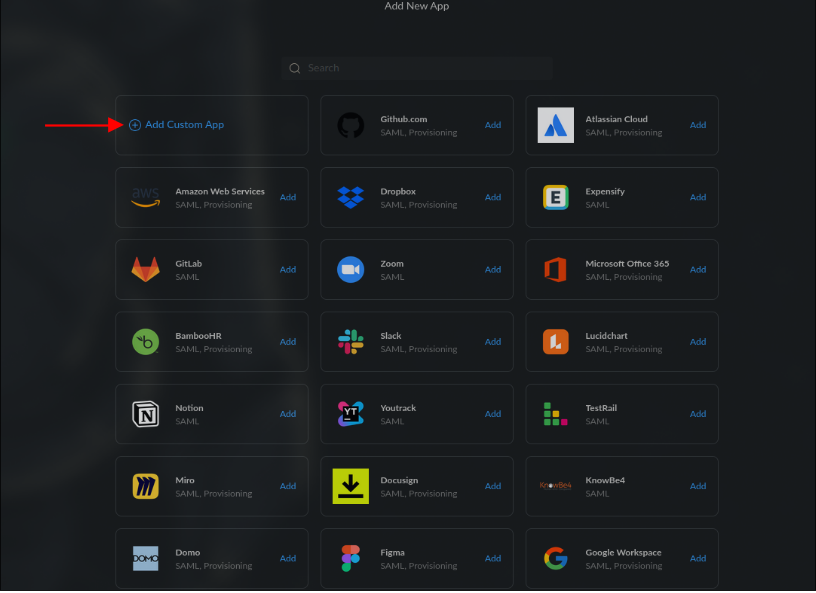 Add New App
Search
Add Custom App
Github.com
SAML, Provisioning
Add
Atlassian Cloud
SAML, Provisioning
Add
aws
Amazon Web Services
SAML, Provisioning
Add
Dropbox
SAML, Provisioning
Add
E
Expensify
SAML
Add
GitLab
SAML
Add
Zoom
SAML
Add
Microsoft Office 365
SAML, Provisioning
Add
b
BambooHR
SAML, Provisioning
Add
Slack
SAML, Provisioning
Add
Lucidchart
SAML, Provisioning
Add
N
Notion
SAML
Add
YT
Youtrack
SAML
Add
TestRail
SAML
Add
Miro
SAML, Provisioning
Add
Docusign
SAML, Provisioning
Add
KnowBe4
KnowBe4
SAML
Add
DOMO
Domo
SAML, Provisioning
Add
Figma
SAML, Provisioning
Add
G
Google Workspace
SAML, Provisioning
Add